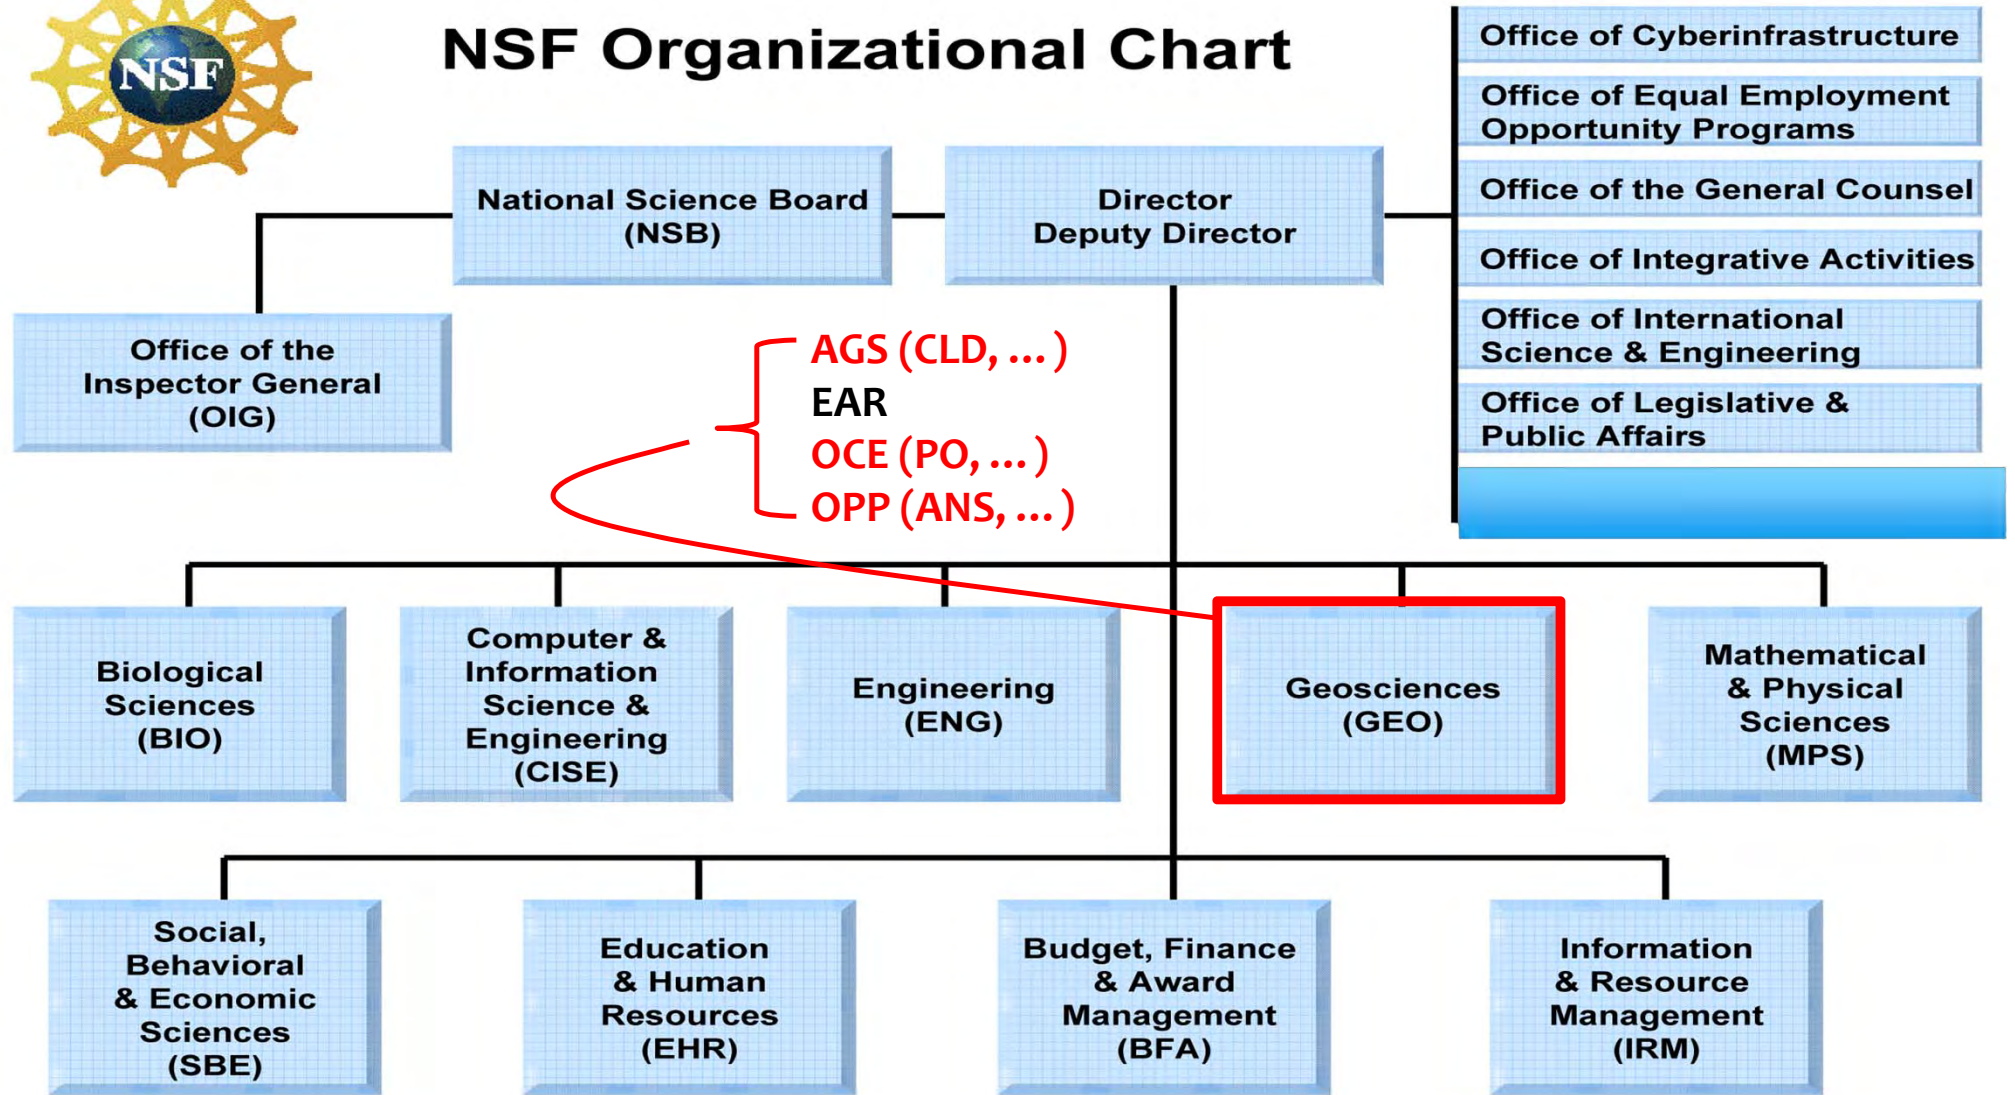 NSF
NSF Organizational Chart
Office of Cyberinfrastructure
Office of Equal Employment
Opportunity Programs
Office of the General Counsel
Office of Integrative Activities
Office of International
Science & Engineering
Office of Legislative &
Public Affairs
National Science Board
(NSB)
Director
Deputy Director
Office of the
Inspector General
(OIG)
AGS (CLD, ... )
EAR
OCE (PO, ... )
OPP (ANS, ... )
Biological
Sciences
(BIO)
Computer &
Information
Science &
Engineering
(CISE)
Engineering
(ENG)
Geosciences
(GEO)
Mathematical
& Physical
Sciences
(MPS)
Social,
Behavioral
& Economic
Sciences
(SBE)
Education
& Human
Resources
(EHR)
Budget, Finance
& Award
Management
(BFA)
Information
& Resource
Management
(IRM)